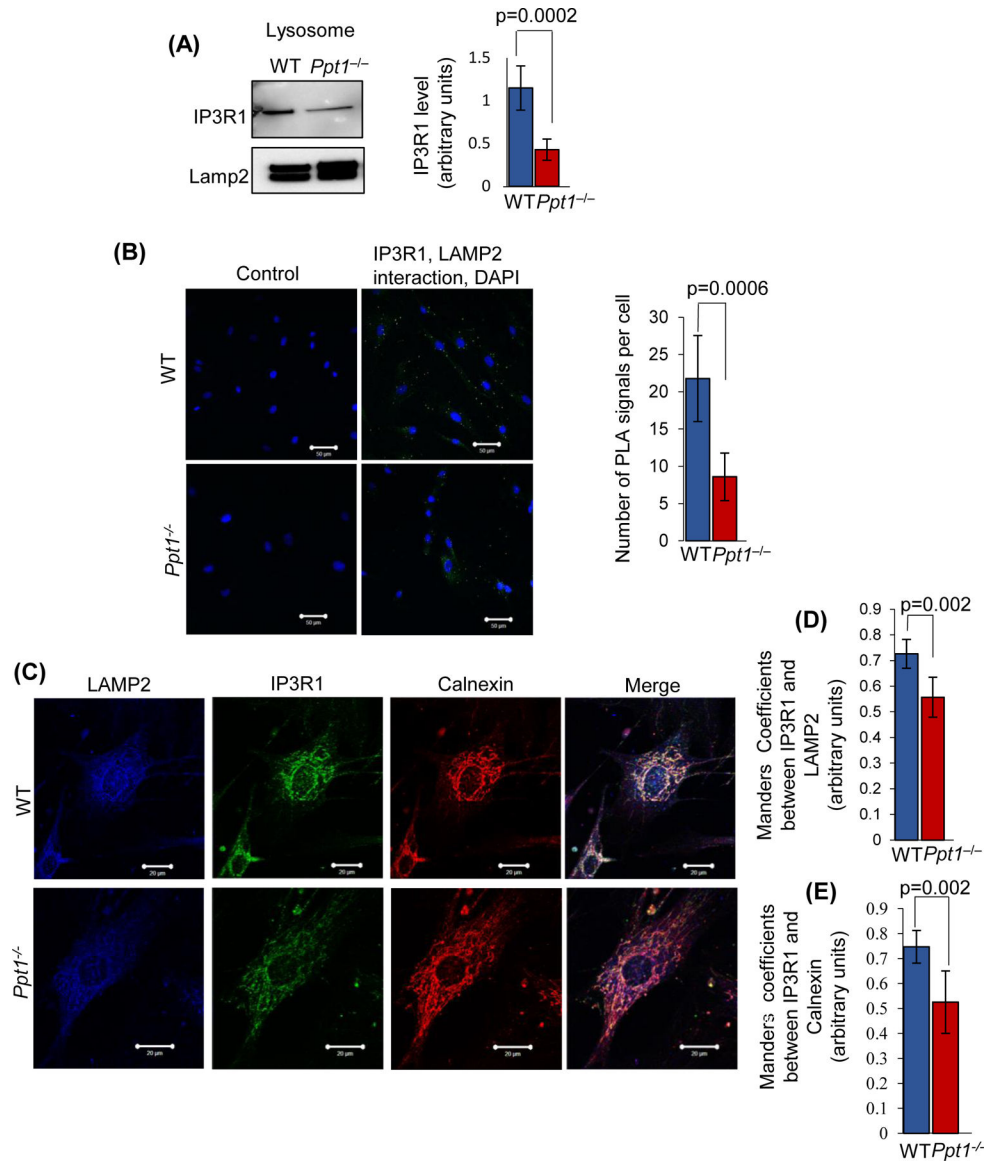 (A)
Lysosome
WT Ppt1–/–
IP3R1
Lamp2
p=0.0002
IP3R1 level
(arbitrary units)
1.5
1
0.5
0
WT Ppt1–/–
(B)
Control
IP3R1, LAMP2
interaction, DAPI
WT
50 μm
50 μm
Ppt1-/-
50 μm
50 μm
p=0.0006
Number of PLA signals per cell
30
25
20
15
10
5
0
WT Ppt1–/–
(C)
LAMP2
IP3R1
Calnexin
Merge
WT
20 μm
20 μm
20 μm
20 μm
Ppt1-/-
20 μm
20 μm
20 μm
20 μm
(D)
p=0.002
Manders Coefficients
between IP3R1 and
LAMP2
(arbitrary units)
0.9
0.8
0.7
0.6
0.5
0.4
0.3
0.2
0.1
0
WT Ppt1–/–
(E)
p=0.002
Manders coefficients
between IP3R1 and
Calnexin
(arbitrary units)
0.9
0.8
0.7
0.6
0.5
0.4
0.3
0.2
0.1
0
WT Ppt1–/–